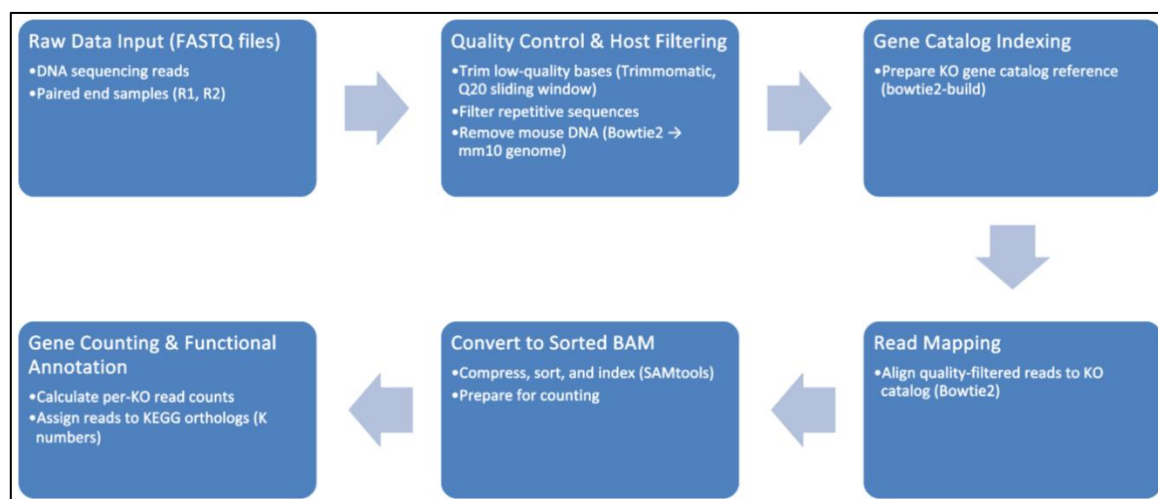 Raw Data Input (FASTQ files)
•DNA sequencing reads
•Paired end samples (R1, R2)
Quality Control & Host Filtering
•Trim low-quality bases (Trimmomatic,
Q20 sliding window)
•Filter repetitive sequences
•Remove mouse DNA (Bowtie2 →
mm10 genome)
Gene Catalog Indexing
•Prepare KO gene catalog reference
(bowtie2-build)
Read Mapping
•Align quality-filtered reads to KO
catalog (Bowtie2)
Convert to Sorted BAM
•Compress, sort, and index (SAMtools)
•Prepare for counting
Gene Counting & Functional
Annotation
•Calculate per-KO read counts
•Assign reads to KEGG orthologs (K
numbers)